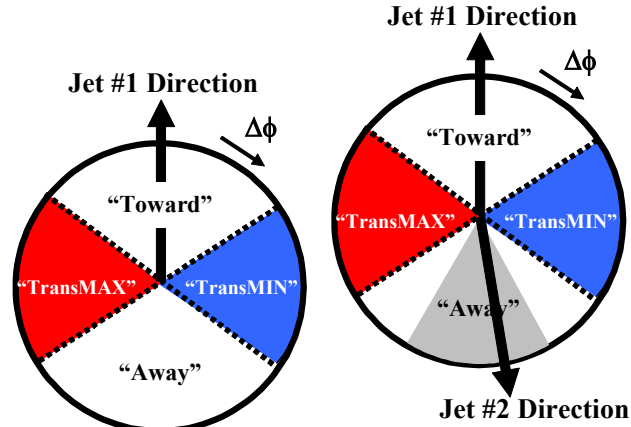 Jet #1 Direction
Δϕ
“Toward”
“TransMAX”
“TransMIN”
“Away”
Jet #1 Direction
Δϕ
“Toward”
“TransMAX”
“TransMIN”
“Away”
Jet #2 Direction